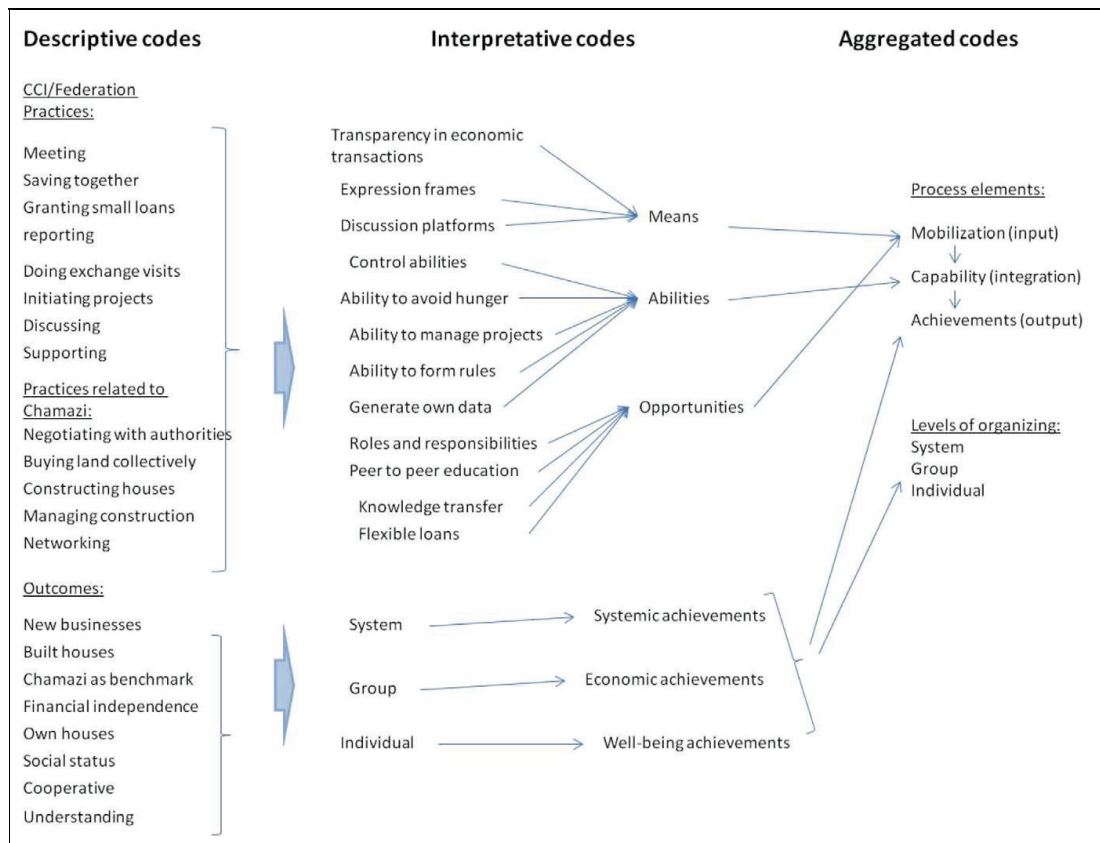 Descriptive codes
Interpretative codes
Aggregated codes
CCI/Federation
Practices:
Meeting
Saving together
Granting small loans
reporting
Doing exchange visits
Initiating projects
Discussing
Supporting
Practices related to
Chamazi:
Negotiating with authorities
Buying land collectively
Constructing houses
Managing construction
Networking
Outcomes:
New businesses
Built houses
Chamazi as benchmark
Financial independence
Own houses
Social status
Cooperative
Understanding
Transparency in economic
transactions
Expression frames
Discussion platforms
Control abilities
Ability to avoid hunger
Ability to manage projects
Ability to form rules
Generate own data
Roles and responsibilities
Peer to peer education
Knowledge transfer
Flexible loans
System
Group
Individual
Means
Abilities
Opportunities
Systemic achievements
Economic achievements
Well-being achievements
Process elements:
Mobilization (input)
Capability (integration)
Achievements (output)
Levels of organizing:
System
Group
Individual